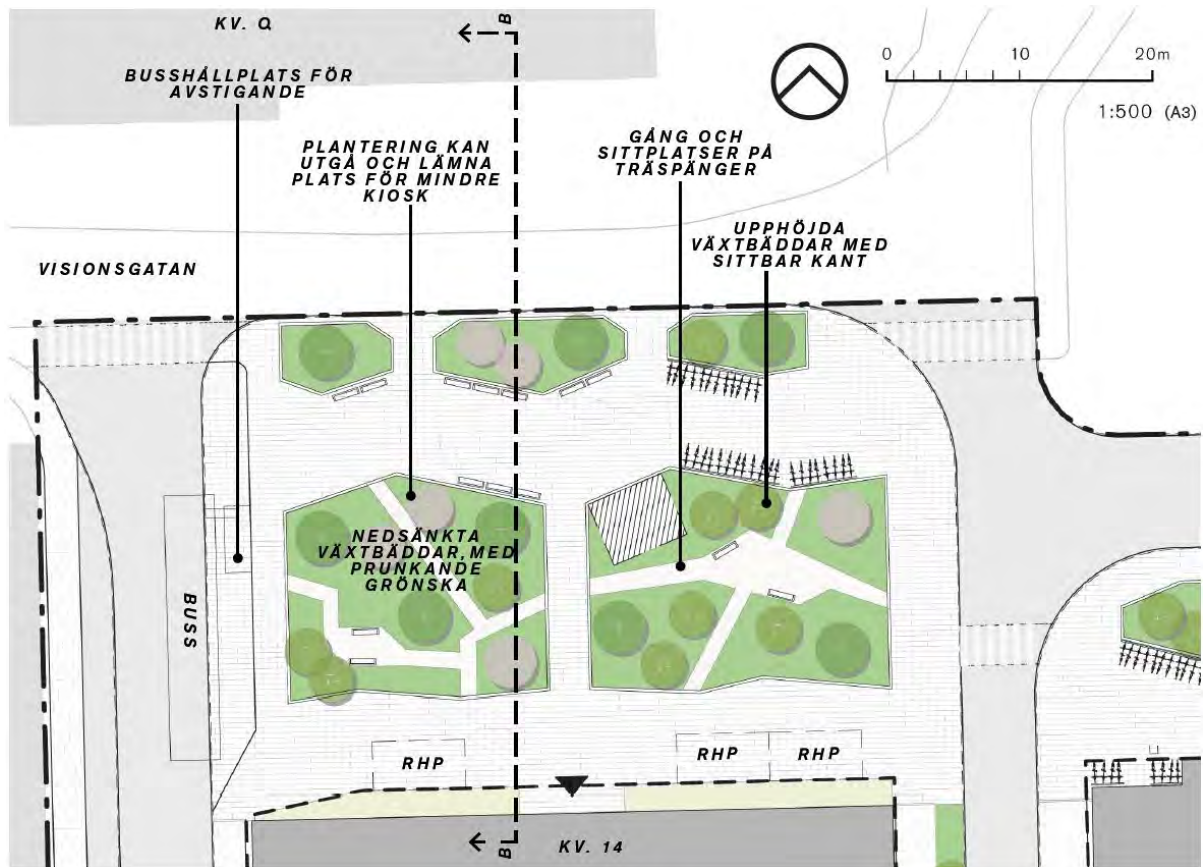 KV. Q
B
0 10 20m
1:500 (A3)
BUSSHÅLLPLATS FÖR
AVSTIGANDE
PLANTERING KAN
UTGÅ OCH LÄMNA
PLATS FÖR MINDRE
KIOSK
GÅNG OCH
SITTPLATSER PÅ
TRÄSPÄNGER
UPPHÖJDA
VÄXTBÄDDAR MED
SITTBAR KANT
VISIONSGATAN
NEDSÄNKTA
VÄXTBÄDDAR, MED
PRUNKANDE
GRÖNSKA
BUSS
RHP
RHP
RHP
B
KV. 14